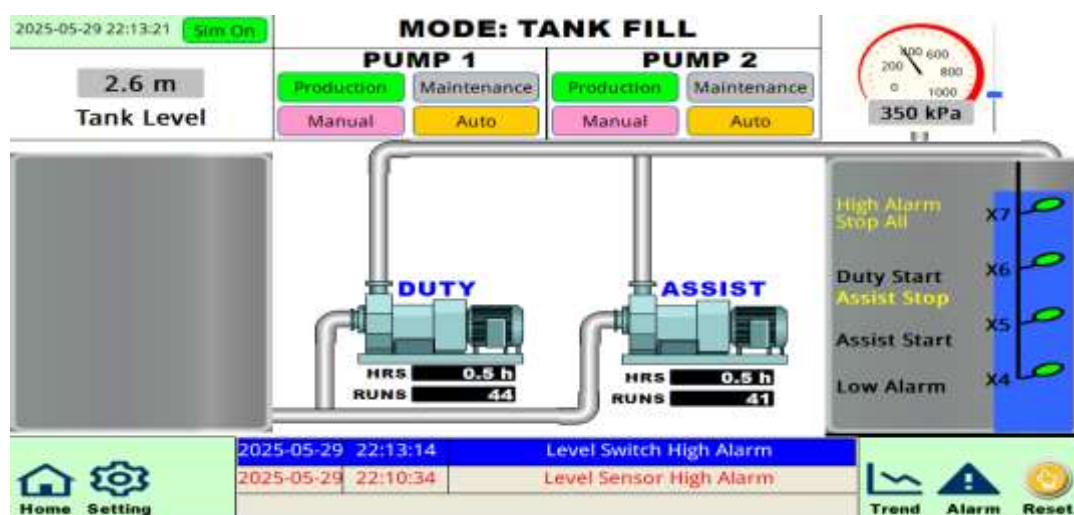 2025-05-29 22:13:21 Sim On
MODE: TANK FILL
2.6 m
Tank Level
PUMP 1
Production Maintenance
Manual Auto
PUMP 2
Production Maintenance
Manual Auto
0 200 400 600 800 1000
350 kPa
DUTY
HRS 0.5 h
RUNS 44
ASSIST
HRS 0.5 h
RUNS 41
High Alarm X7
Stop All
Duty Start X6
Assist Stop
Assist Start X5
Low Alarm X4
2025-05-29 22:13:14 Level Switch High Alarm
2025-05-29 22:10:34 Level Sensor High Alarm
Home Setting
Trend Alarm Reset